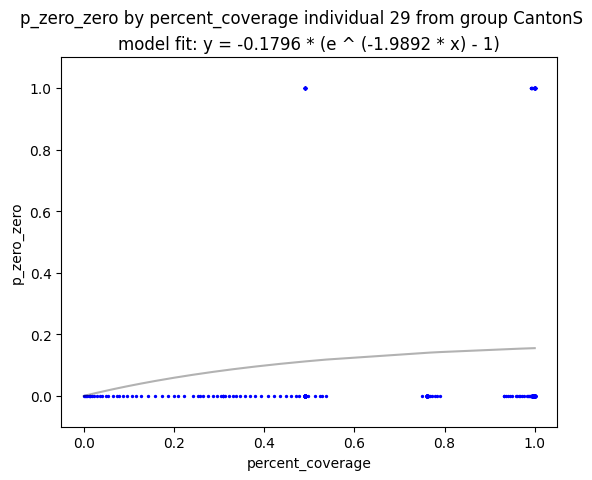 p_zero_zero by percent_coverage individual 29 from group CantonS
model fit: y = -0.1796 * (e ^ (-1.9892 * x) - 1)
1.0
0.8
0.6
0.4
0.2
0.0
p_zero_zero
0.0 0.2 0.4 0.6 0.8 1.0
percent_coverage